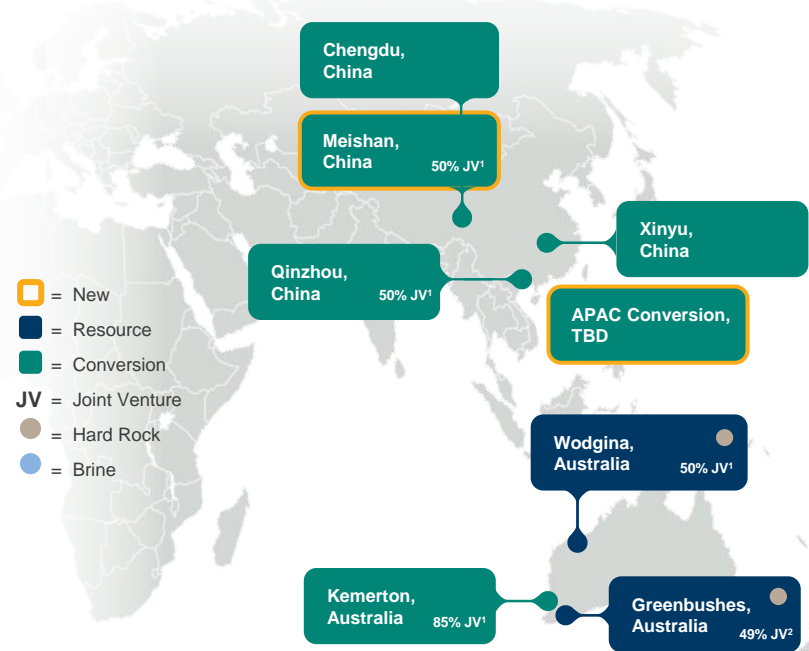 Chengdu,
China
Meishan,
China 50% JV¹
Xinyu,
China
Qinzhou,
China 50% JV¹
= New
= Resource
= Conversion
JV = Joint Venture
= Hard Rock
= Brine
APAC Conversion,
TBD
Wodgina,
Australia 50% JV¹
Kemerton,
Australia 85% JV¹
Greenbushes,
Australia
49% JV²